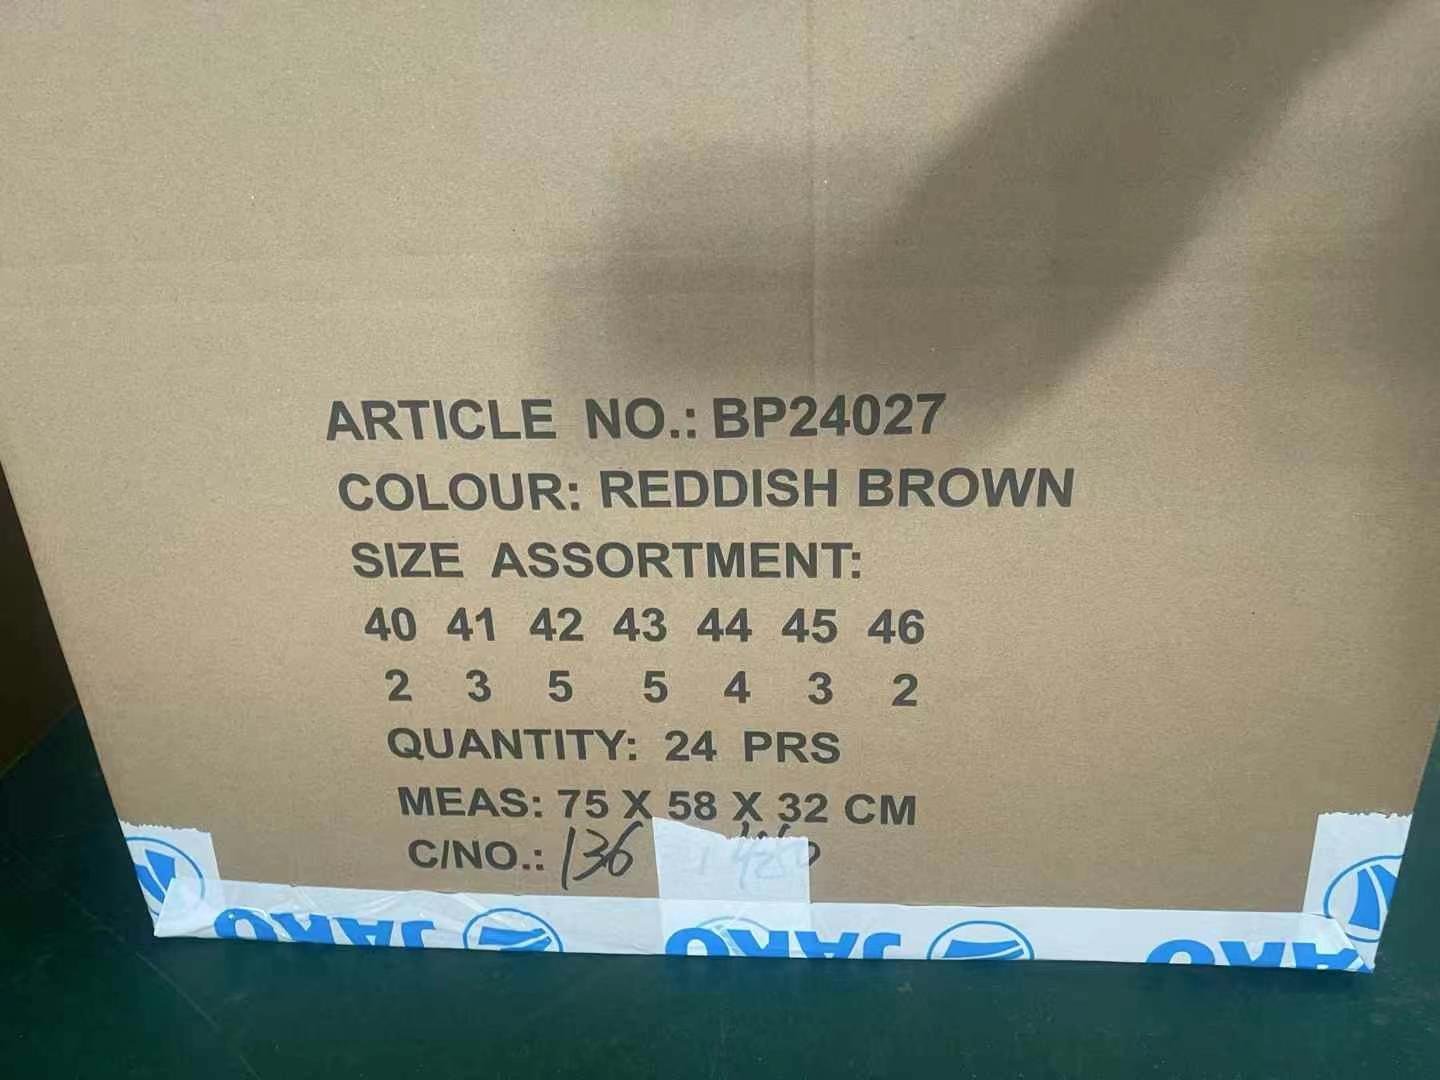 ARTICLE NO.: BP24027
COLOUR: REDDISH BROWN
SIZE ASSORTMENT:
40 41 42 43 44 45 46
2 3 5 5 4 3 2
QUANTITY: 24 PRS
MEAS: 75 X 58 X 32 CM
C/NO.: 136
JAKO JAKO JAKO